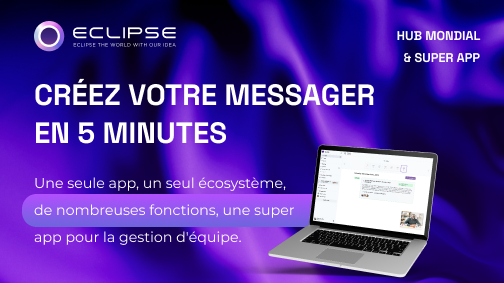 ECLIPSE
ECLIPSE THE WORLD WITH OUR IDEA
HUB MONDIAL
& SUPER APP
CRÉEZ VOTRE MESSAGER
EN 5 MINUTES
Une seule app, un seul écosystème,
de nombreuses fonctions, une super
app pour la gestion d'équipe.